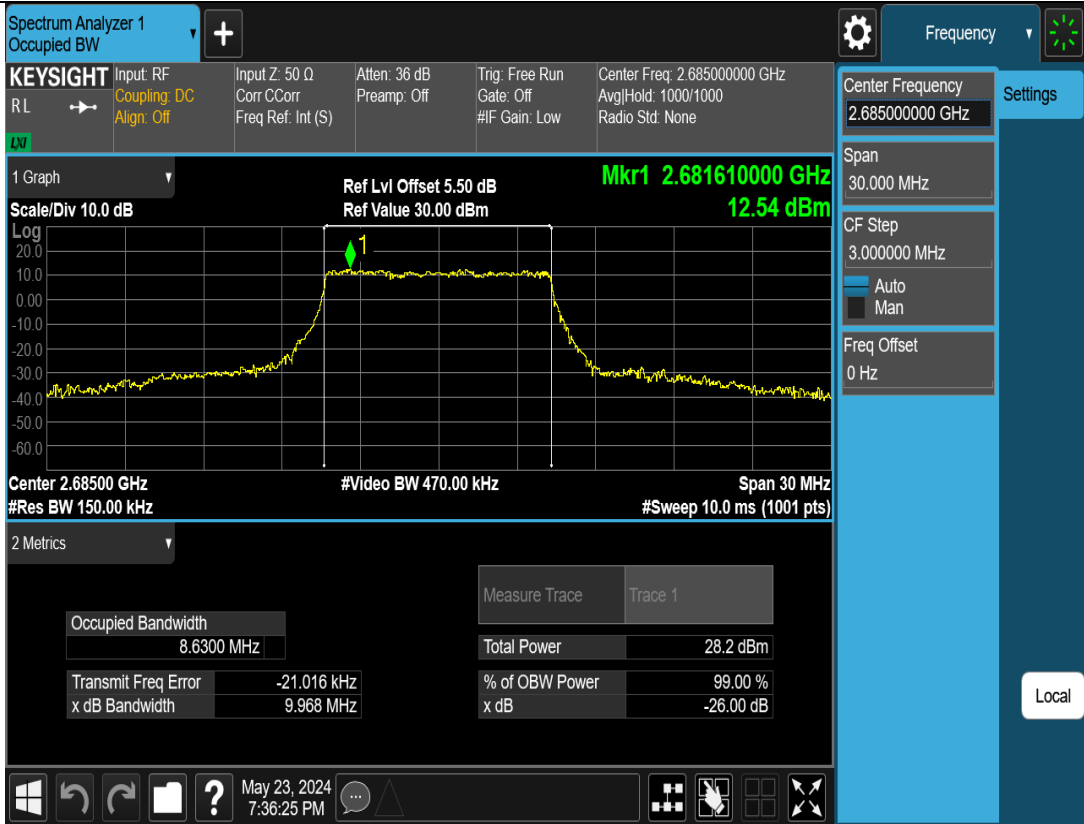 Spectrum Analyzer 1
Occupied BW
+
Frequency
KEYSIGHT
RL
LXI
Input: RF
Coupling: DC
Align: Off
Input Z: 50 Ω
Corr CCorr
Freq Ref: Int (S)
Atten: 36 dB
Preamp: Off
Trig: Free Run
Gate: Off
#IF Gain: Low
Center Freq: 2.685000000 GHz
Avg|Hold: 1000/1000
Radio Std: None
Center Frequency
2.685000000 GHz
Settings
Span
30.000 MHz
CF Step
3.000000 MHz
Auto
Man
Freq Offset
0 Hz
Local
1 Graph
Scale/Div 10.0 dB
Ref Lvl Offset 5.50 dB
Ref Value 30.00 dBm
Mkr1 2.681610000 GHz
12.54 dBm
Log
1
20.0
10.0
0.00
-10.0
-20.0
-30.0
-40.0
-50.0
-60.0
Center 2.68500 GHz
#Video BW 470.00 kHz
Span 30 MHz
#Res BW 150.00 kHz
#Sweep 10.0 ms (1001 pts)
2 Metrics
Measure Trace
Trace 1
Occupied Bandwidth
8.6300 MHz
Total Power
28.2 dBm
Transmit Freq Error
-21.016 kHz
% of OBW Power
99.00 %
x dB Bandwidth
9.968 MHz
x dB
-26.00 dB
?
May 23, 2024
7:36:25 PM